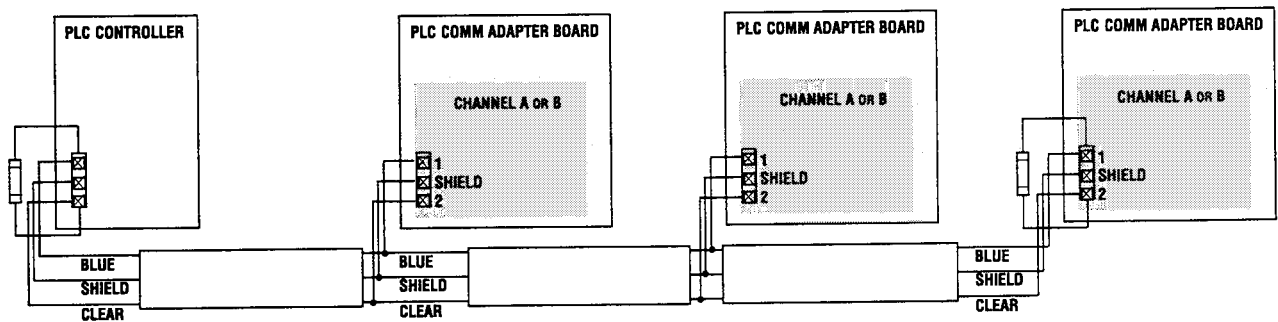 PLC CONTROLLER
PLC COMM ADAPTER BOARD
PLC COMM ADAPTER BOARD
PLC COMM ADAPTER BOARD
CHANNEL A OR B
CHANNEL A OR B
CHANNEL A OR B
1
SHIELD
2
1
SHIELD
2
1
SHIELD
2
BLUE
SHIELD
CLEAR
BLUE
SHIELD
CLEAR
BLUE
SHIELD
CLEAR